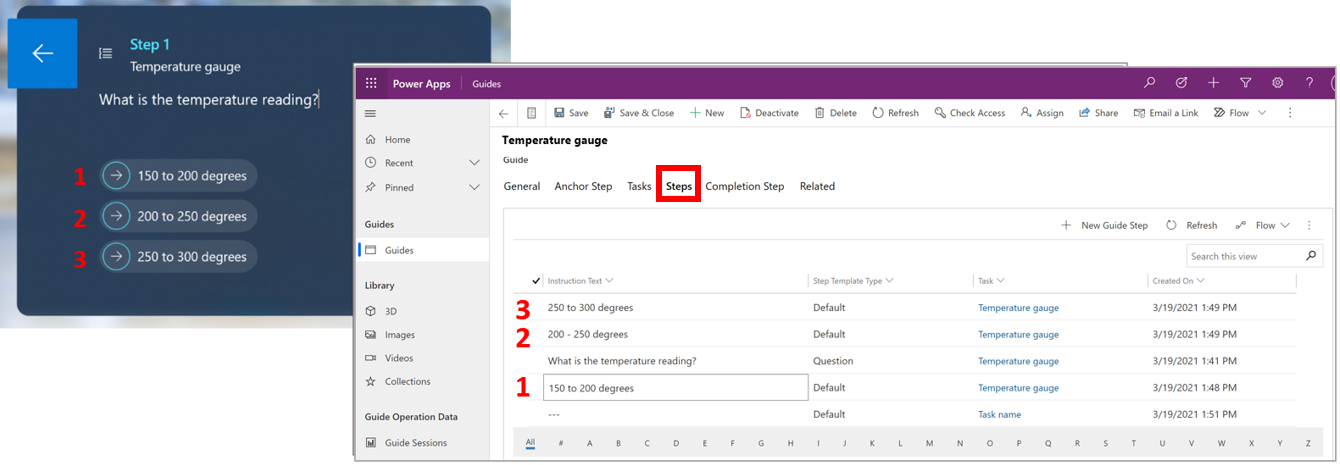 Step 1
Temperature gauge
What is the temperature reading?
1 150 to 200 degrees
2 200 to 250 degrees
3 250 to 300 degrees
Power Apps Guides
Save Save & Close New Deactivate Delete Refresh Check Access Assign Share Email a Link Flow
Home
Recent
Pinned
Guides
Guides
Library
3D
Images
Videos
Collections
Guide Operation Data
Guide Sessions
Temperature gauge
Guide
General Anchor Step Tasks Steps Completion Step Related
New Guide Step Refresh Flow
Search this view
Instruction Text Step Template Type Task Created On
3 250 to 300 degrees Default Temperature gauge 3/19/2021 1:49 PM
2 200 - 250 degrees Default Temperature gauge 3/19/2021 1:49 PM
What is the temperature reading? Question Temperature gauge 3/19/2021 1:41 PM
1 150 to 200 degrees Default Temperature gauge 3/19/2021 1:48 PM
--- Default Task name 3/19/2021 1:51 PM
All # A B C D E F G H I J K L M N O P Q R S T U V W X Y Z